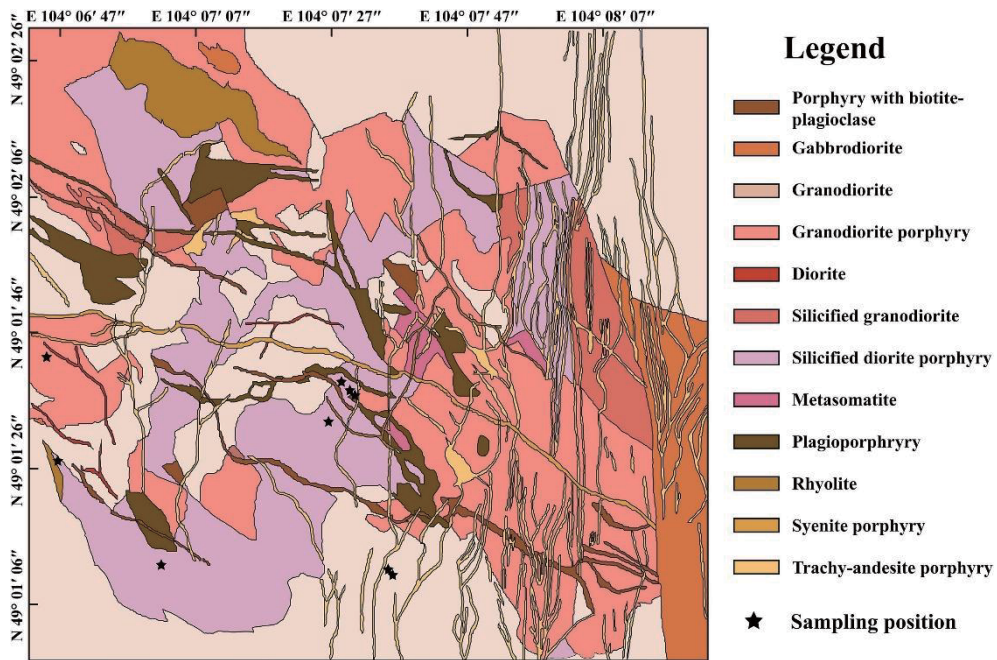 E 104° 06' 47" E 104° 07' 07" E 104° 07' 27" E 104° 07' 47" E 104° 08' 07"
N 49° 02' 26"
N 49° 02' 06"
N 49° 01' 46"
N 49° 01' 26"
N 49° 01' 06"
Legend
Porphyry with biotite-
plagioclase
Gabbrodiorite
Granodiorite
Granodiorite porphyry
Diorite
Silicified granodiorite
Silicified diorite porphyry
Metasomatite
Plagioporphryry
Rhyolite
Syenite porphyry
Trachy-andesite porphyry
Sampling position